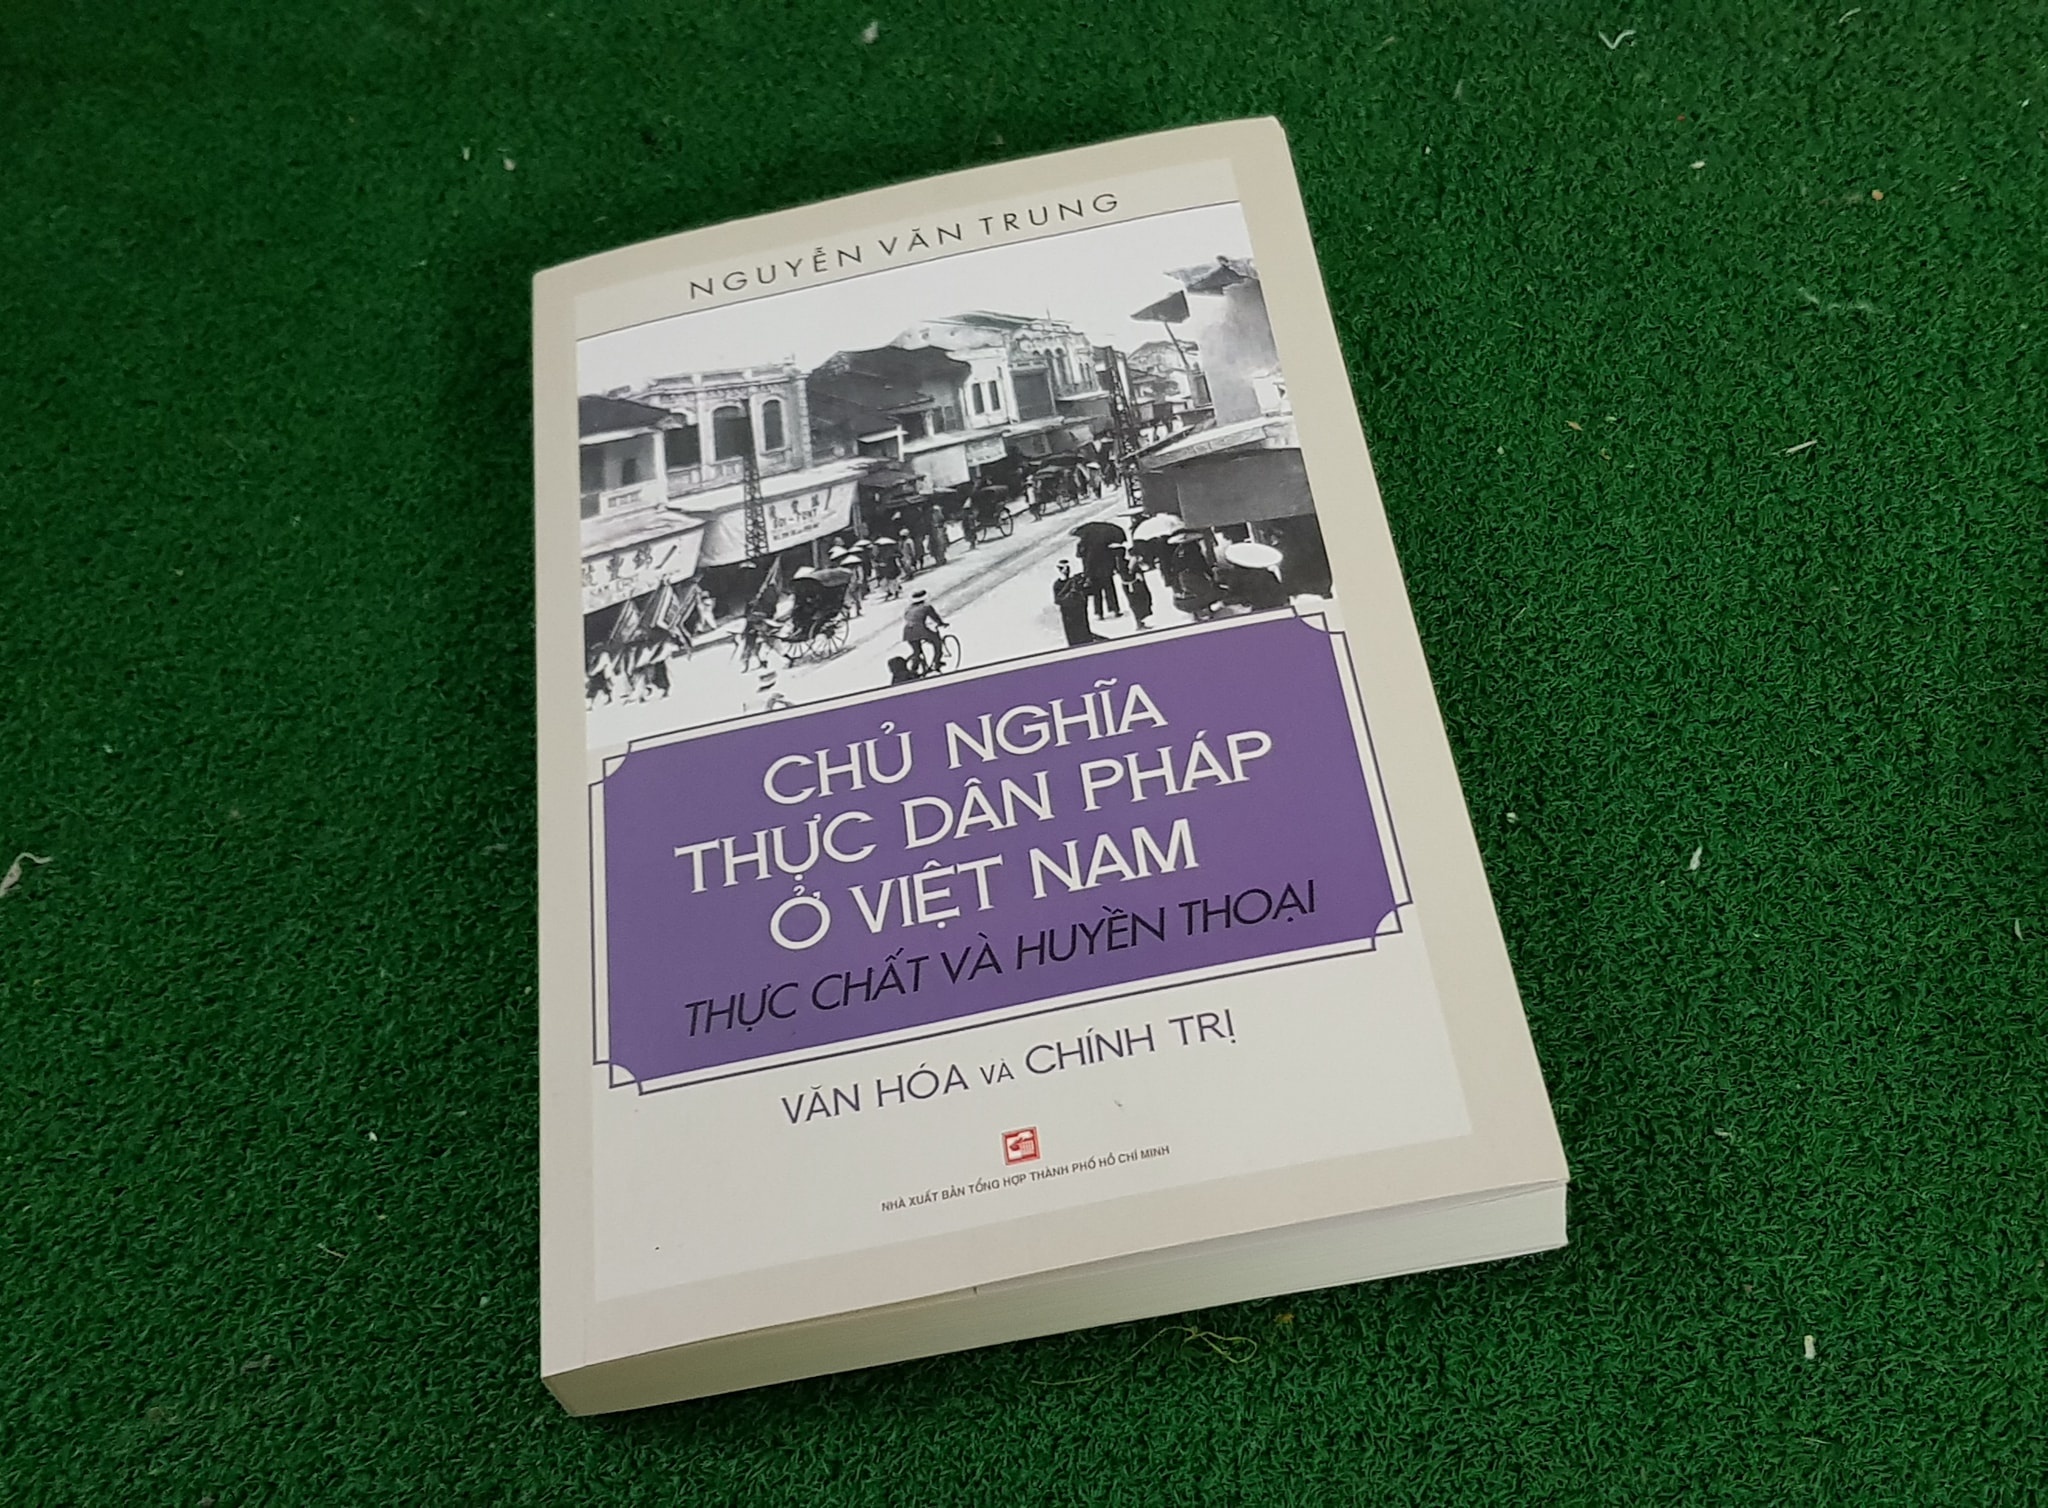 NGUYỄN VĂN TRUNG
CHỦ NGHĨA
THỰC DÂN PHÁP
Ở VIỆT NAM
THỰC CHẤT VÀ HUYỀN THOẠI
VĂN HÓA VÀ CHÍNH TRỊ
NHÀ XUẤT BẢN TỔNG HỢP THÀNH PHỐ HỒ CHÍ MINH